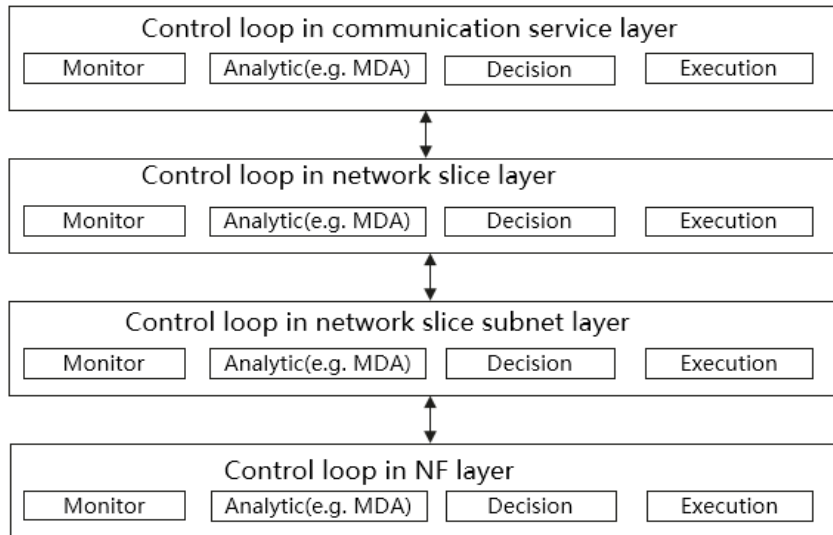 Control loop in communication service layer
Monitor Analytic(e.g. MDA) Decision Execution
Control loop in network slice layer
Monitor Analytic(e.g. MDA) Decision Execution
Control loop in network slice subnet layer
Monitor Analytic(e.g. MDA) Decision Execution
Control loop in NF layer
Monitor Analytic(e.g. MDA) Decision Execution